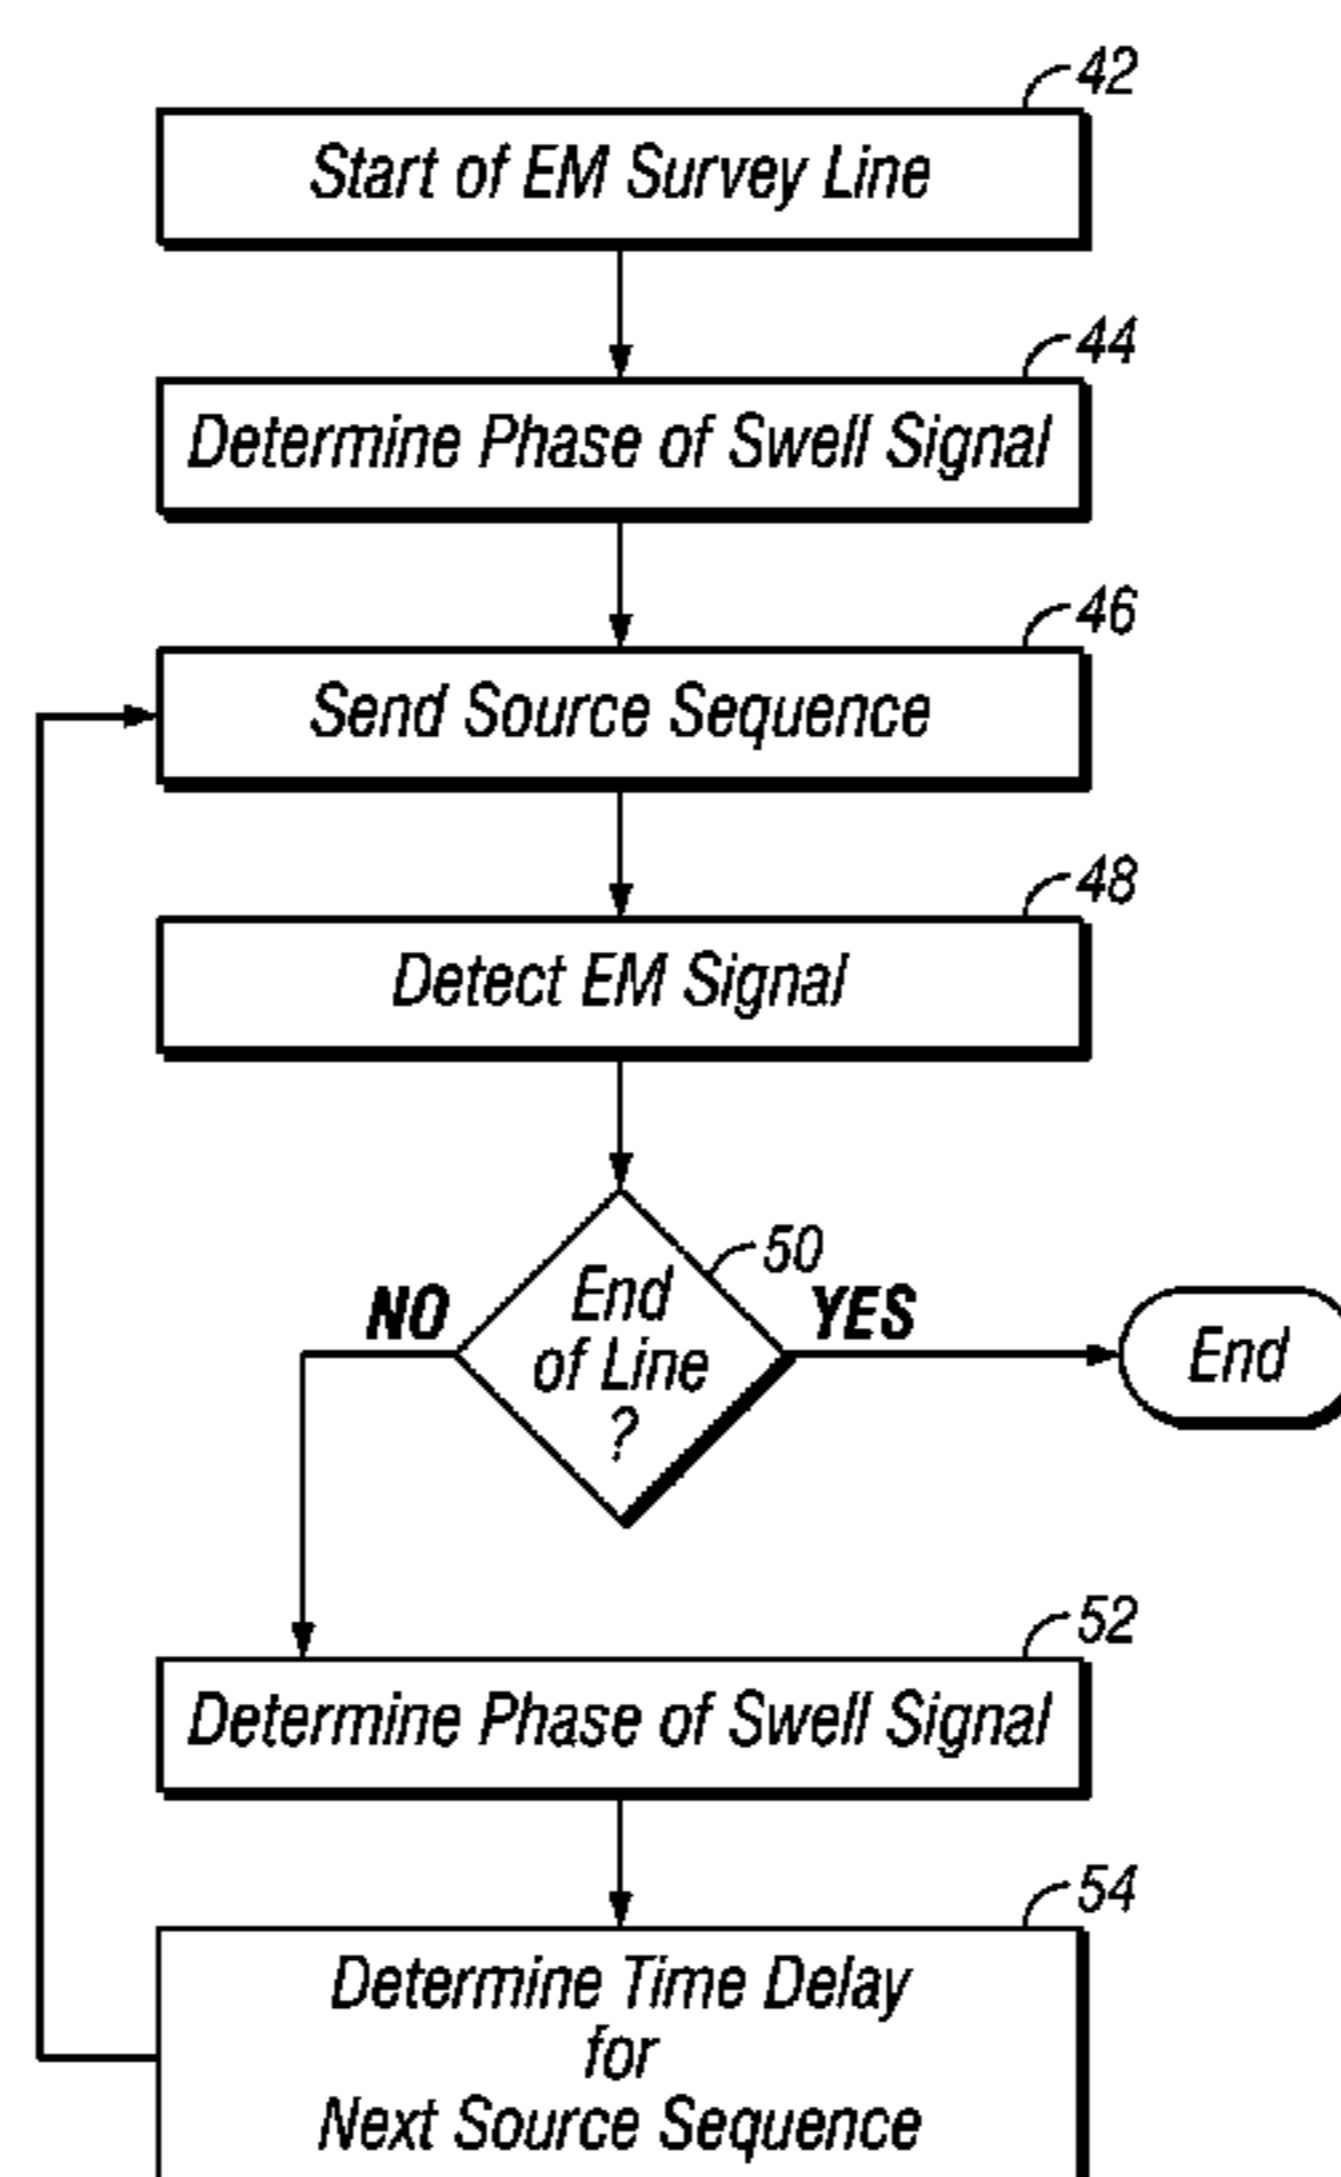 42
Start of EM Survey Line
44
Determine Phase of Swell Signal
46
Send Source Sequence
48
Detect EM Signal
50
End
of Line
?
NO
YES
End
52
Determine Phase of Swell Signal
54
Determine Time Delay
for
Next Source Sequence